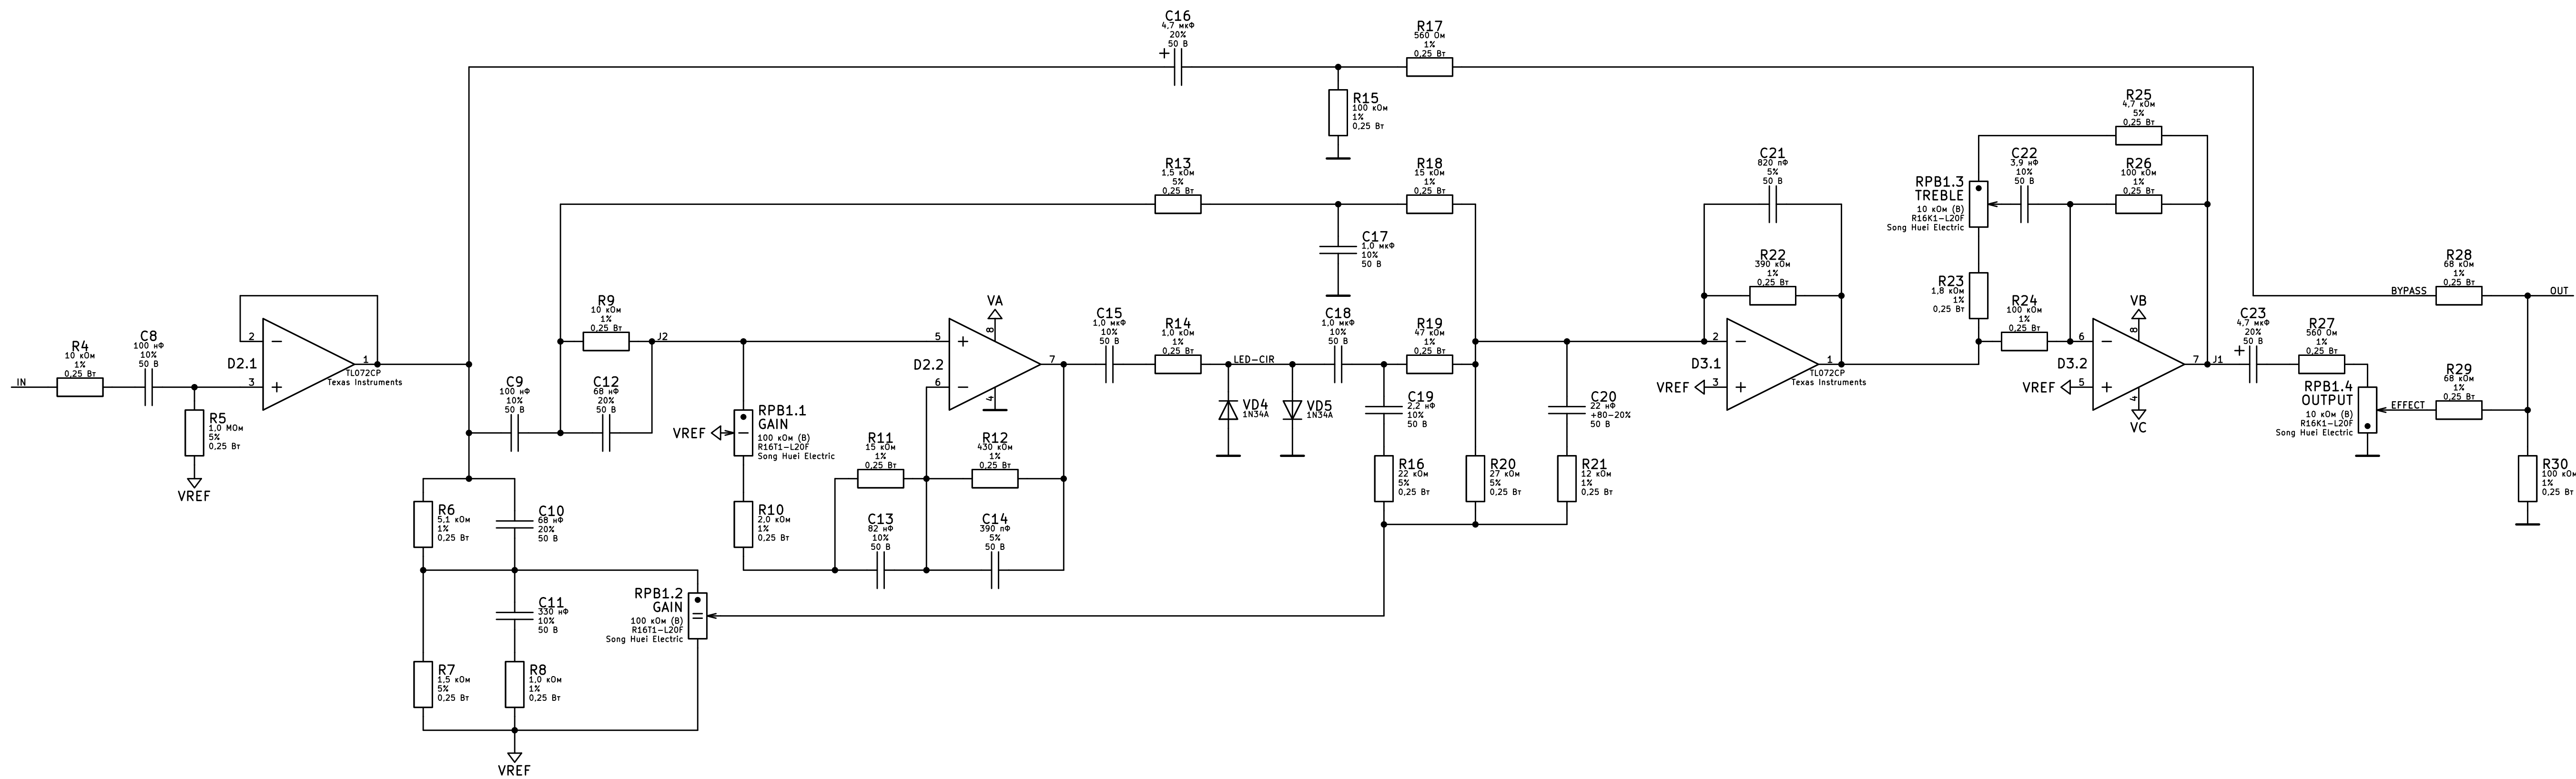 C16
4,7 мкФ
20%
50 В
+
R17
560 Ом
1%
0,25 Вт
R15
100 кОм
1%
0,25 Вт
R25
4,7 кОм
5%
0,25 Вт
R13
1,5 кОм
5%
0,25 Вт
R18
15 кОм
1%
0,25 Вт
C21
820 пФ
5%
50 В
RPB1.3
TREBLE
10 кОм (B)
R16K1-L20F
Song Huei Electric
C22
3,9 нФ
10%
50 В
R26
100 кОм
1%
0,25 Вт
C17
1,0 мкФ
10%
50 В
R22
390 кОм
1%
0,25 Вт
R23
1,8 кОм
1%
0,25 Вт
R28
68 кОм
1%
0,25 Вт
BYPASS
OUT
IN
R4
10 кОм
1%
0,25 Вт
C8
100 нФ
10%
50 В
R5
1,0 МОм
5%
0,25 Вт
VREF
D2.1
2
3
1
TL072CP
Texas Instruments
R9
10 кОм
1%
0,25 Вт
J2
C9
100 нФ
10%
50 В
C12
68 нФ
20%
50 В
VREF
RPB1.1
GAIN
100 кОм (B)
R16T1-L20F
Song Huei Electric
VA
8
5
6
D2.2
7
4
C15
1,0 мкФ
10%
50 В
R14
1,0 кОм
1%
0,25 Вт
LED-CIR
C18
1,0 мкФ
10%
50 В
R19
47 кОм
1%
0,25 Вт
VD4
1N34A
VD5
1N34A
C19
2,2 нФ
10%
50 В
C20
22 нФ
+80-20%
50 В
VREF
D3.1
2
3
1
TL072CP
Texas Instruments
R24
100 кОм
1%
0,25 Вт
VREF
VB
8
6
5
D3.2
7
4
VC
J1
C23
4,7 мкФ
20%
50 В
+
R27
560 Ом
1%
0,25 Вт
RPB1.4
OUTPUT
10 кОм (B)
R16K1-L20F
Song Huei Electric
EFFECT
R29
68 кОм
1%
0,25 Вт
R30
100 кОм
1%
0,25 Вт
R11
15 кОм
1%
0,25 Вт
R12
430 кОм
1%
0,25 Вт
R16
22 кОм
5%
0,25 Вт
R20
27 кОм
5%
0,25 Вт
R21
12 кОм
1%
0,25 Вт
R6
5,1 кОм
1%
0,25 Вт
C10
68 нФ
20%
50 В
R10
2,0 кОм
1%
0,25 Вт
C13
82 нФ
10%
50 В
C14
390 пФ
5%
50 В
C11
330 нФ
10%
50 В
RPB1.2
GAIN
100 кОм (B)
R16T1-L20F
Song Huei Electric
R7
1,5 кОм
5%
0,25 Вт
R8
1,0 кОм
1%
0,25 Вт
VREF